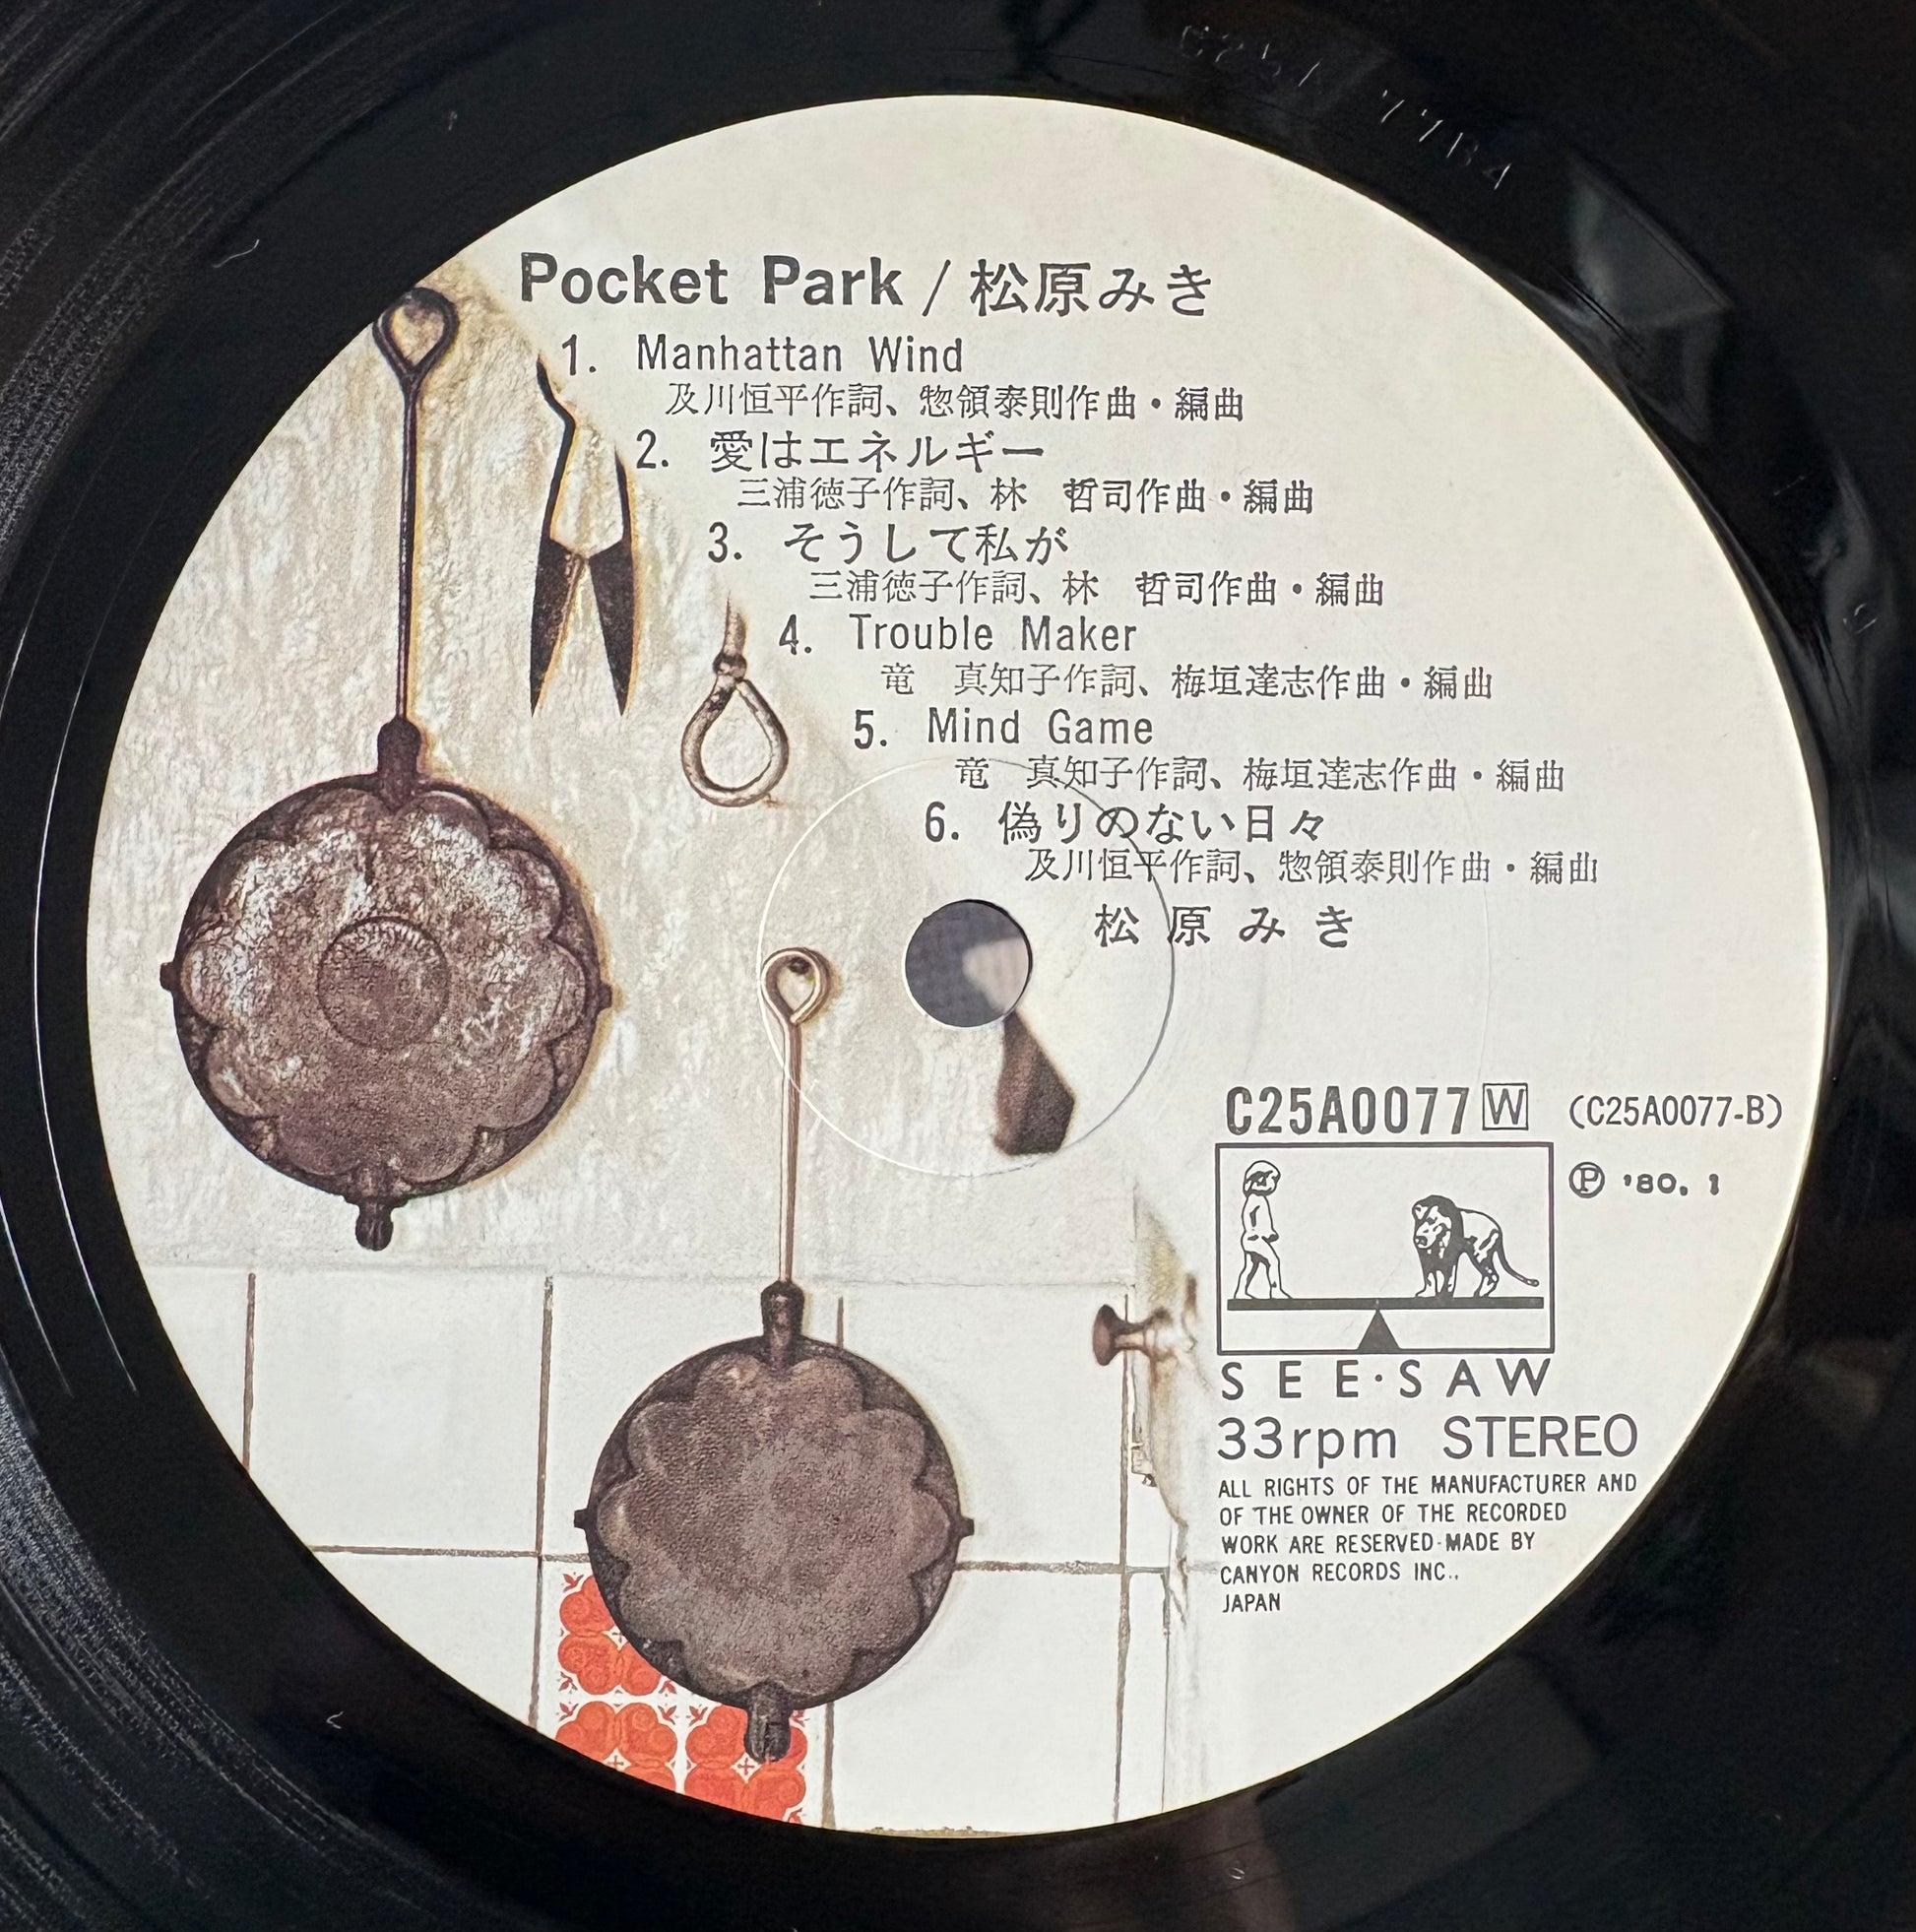 Pocket Park / 松原みき
1. Manhattan Wind
及川恒平作詞、惣領泰則作曲・編曲
2. 愛はエネルギー
三浦徳子作詞、林 哲司作曲・編曲
3. そうして私が
三浦徳子作詞、林 哲司作曲・編曲
4. Trouble Maker
竜 真知子作詞、梅垣達志作曲・編曲
5. Mind Game
竜 真知子作詞、梅垣達志作曲・編曲
6. 偽りのない日々
及川恒平作詞、惣領泰則作曲・編曲
松原みき
C25A0077 W (C25A0077-B)
Ⓟ '80. 1
SEE·SAW
33rpm STEREO
ALL RIGHTS OF THE MANUFACTURER AND
OF THE OWNER OF THE RECORDED
WORK ARE RESERVED·MADE BY
CANYON RECORDS INC.,
JAPAN